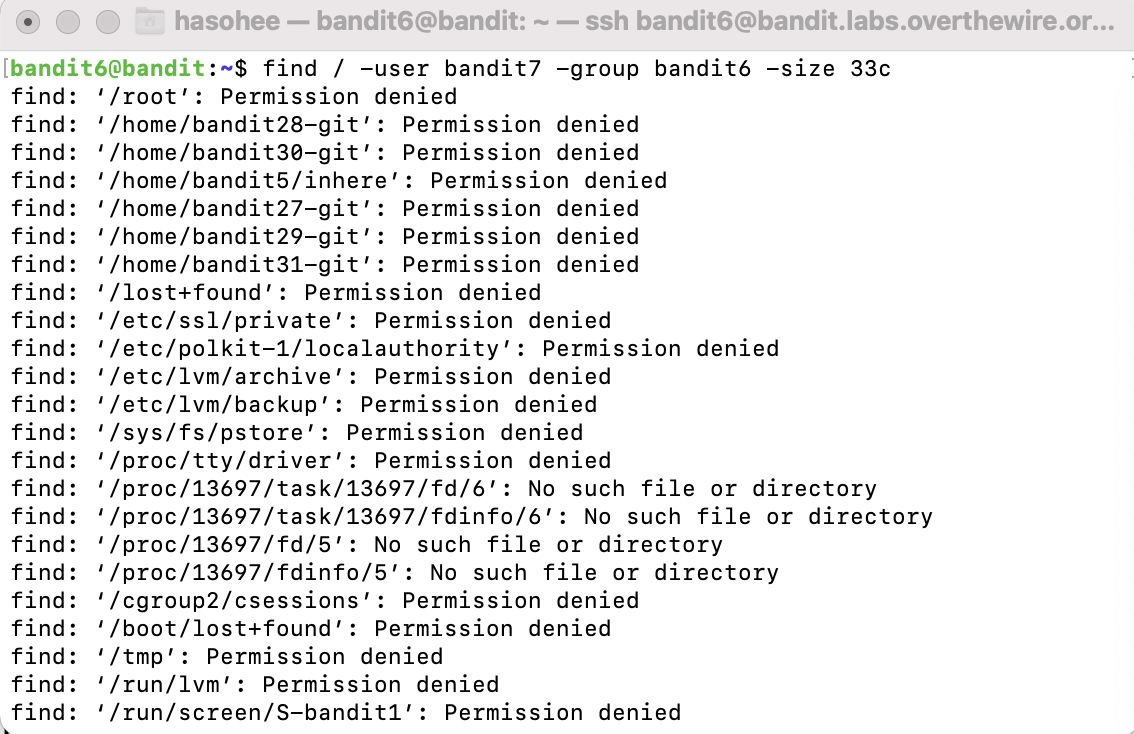 hasohee — bandit6@bandit: ~ — ssh bandit6@bandit.labs.overthewire.or...
[bandit6@bandit:~$ find / -user bandit7 -group bandit6 -size 33c
find: ‘/root’: Permission denied
find: ‘/home/bandit28-git’: Permission denied
find: ‘/home/bandit30-git’: Permission denied
find: ‘/home/bandit5/inhere’: Permission denied
find: ‘/home/bandit27-git’: Permission denied
find: ‘/home/bandit29-git’: Permission denied
find: ‘/home/bandit31-git’: Permission denied
find: ‘/lost+found’: Permission denied
find: ‘/etc/ssl/private’: Permission denied
find: ‘/etc/polkit-1/localauthority’: Permission denied
find: ‘/etc/lvm/archive’: Permission denied
find: ‘/etc/lvm/backup’: Permission denied
find: ‘/sys/fs/pstore’: Permission denied
find: ‘/proc/tty/driver’: Permission denied
find: ‘/proc/13697/task/13697/fd/6’: No such file or directory
find: ‘/proc/13697/task/13697/fdinfo/6’: No such file or directory
find: ‘/proc/13697/fd/5’: No such file or directory
find: ‘/proc/13697/fdinfo/5’: No such file or directory
find: ‘/cgroup2/csessions’: Permission denied
find: ‘/boot/lost+found’: Permission denied
find: ‘/tmp’: Permission denied
find: ‘/run/lvm’: Permission denied
find: ‘/run/screen/S-bandit1’: Permission denied